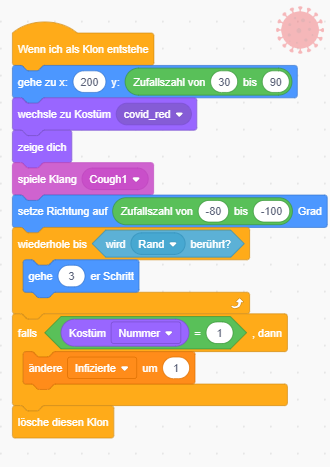 Wenn ich als Klon entstehe
gehe zu x: 200 y: Zufallszahl von 30 bis 90
wechsle zu Kostüm covid_red
zeige dich
spiele Klang Cough1
setze Richtung auf Zufallszahl von -80 bis -100 Grad
wiederhole bis wird Rand berührt?
gehe 3 er Schritt
falls Kostüm Nummer = 1 , dann
ändere Infizierte um 1
lösche diesen Klon